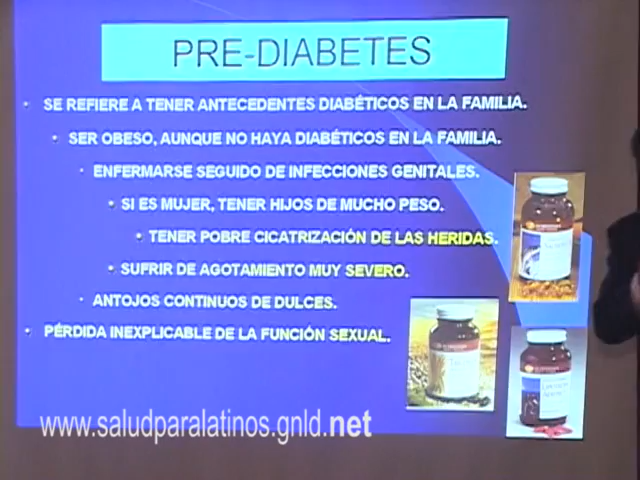 PRE-DIABETES
• SE REFIERE A TENER ANTECEDENTES DIABÉTICOS EN LA FAMILIA.
• SER OBESO, AUNQUE NO HAYA DIABÉTICOS EN LA FAMILIA.
• ENFERMARSE SEGUIDO DE INFECCIONES GENITALES.
• SI ES MUJER, TENER HIJOS DE MUCHO PESO.
• TENER POBRE CICATRIZACIÓN DE LAS HERIDAS.
• SUFRIR DE AGOTAMIENTO MUY SEVERO.
• ANTOJOS CONTINUOS DE DULCES.
• PÉRDIDA INEXPLICABLE DE LA FUNCIÓN SEXUAL.
www.saludparalatinos.gnld.net